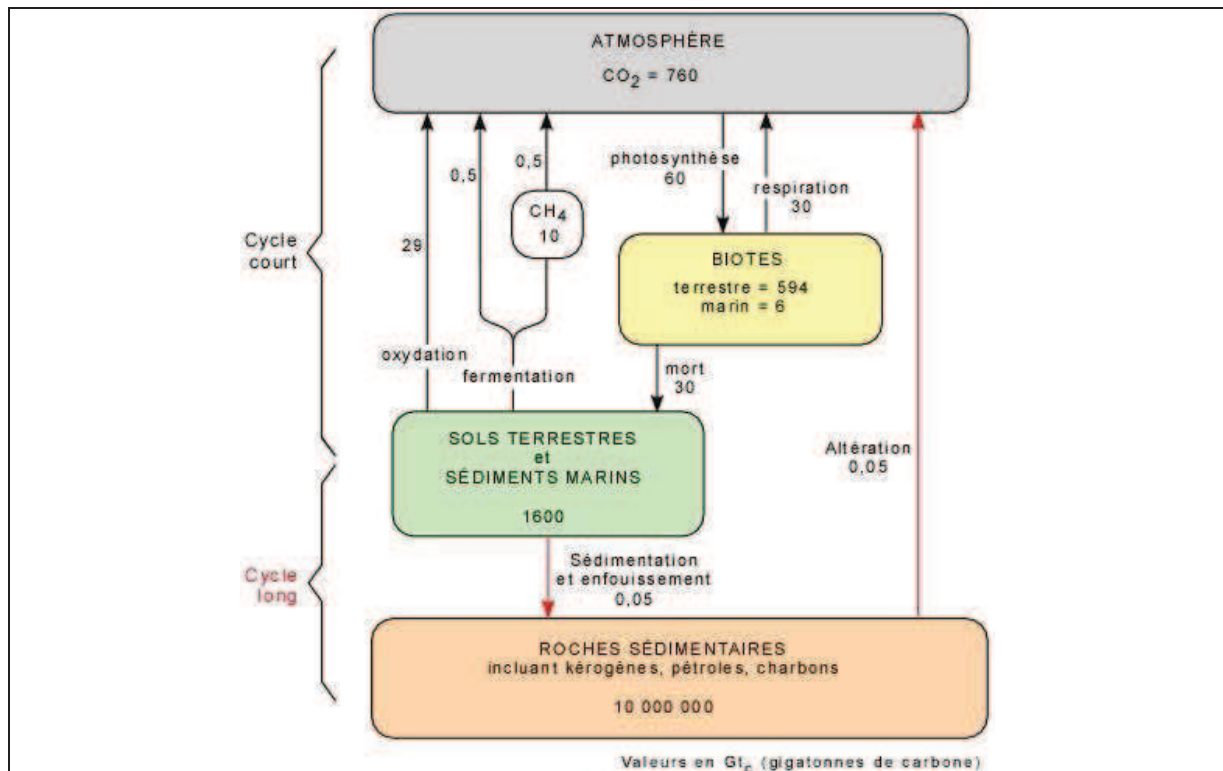 ATMOSPHÈRE
CO₂ = 760
29
0,5
0,5
CH₄
10
photosynthèse
60
respiration
30
Cycle
court
BIOTES
terrestre = 594
marin = 6
oxydation
fermentation
mort
30
SOLS TERRESTRES
et
SÉDIMENTS MARINS
1600
Altération
0,05
Cycle
long
Sédimentation
et enfouissement
0,05
ROCHES SÉDIMENTAIRES
incluant kérogènes, pétroles, charbons
10 000 000
Valeurs en Gtc (gigatonnes de carbone)